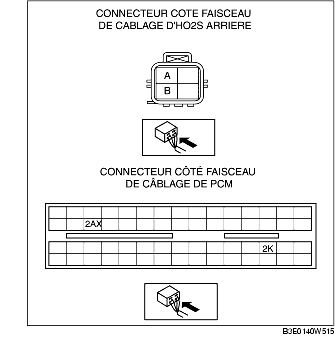 CONNECTEUR COTE FAISCEAU
DE CABLAGE D'HO2S ARRIERE
A
B
CONNECTEUR CÔTÉ FAISCEAU
DE CÂBLAGE DE PCM
2AX
2K
B3E0140W515